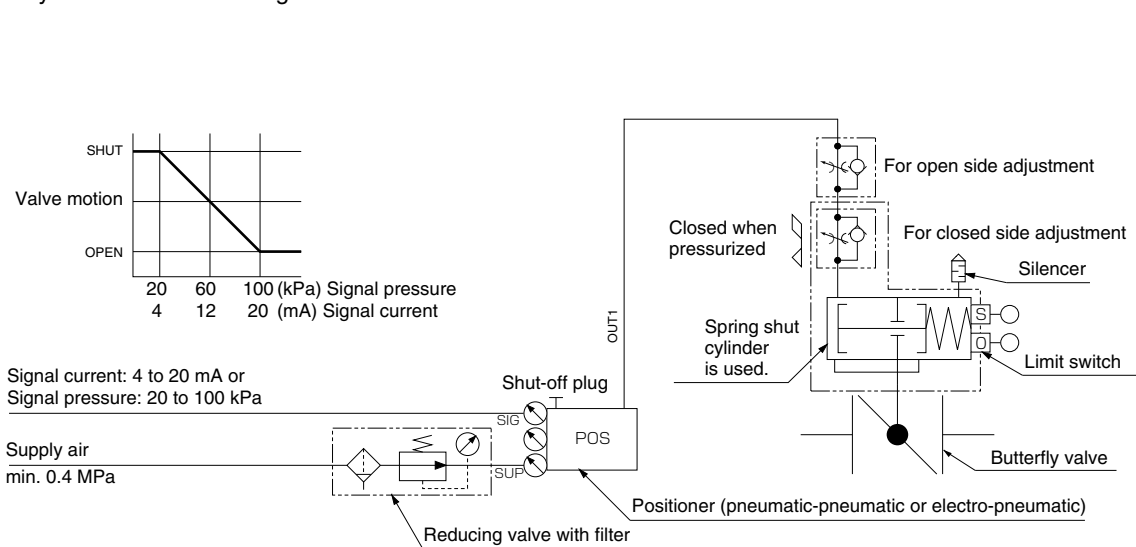 SHUT
Valve motion
OPEN
20 60 100 (kPa) Signal pressure
4 12 20 (mA) Signal current
OUT1
For open side adjustment
Closed when
pressurized
For closed side adjustment
Silencer
Spring shut
cylinder
is used.
S
O
Limit switch
Signal current: 4 to 20 mA or
Signal pressure: 20 to 100 kPa
Shut-off plug
SIG
POS
Supply air
min. 0.4 MPa
SUP
Butterfly valve
Positioner (pneumatic-pneumatic or electro-pneumatic)
Reducing valve with filter